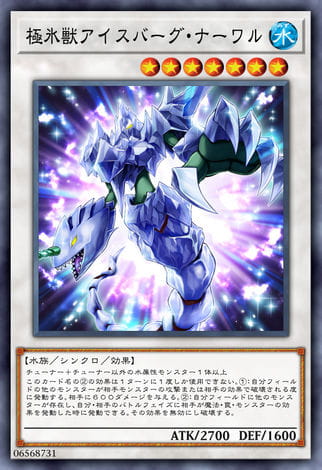 極氷獣アイスバーグ・ナーワル
水
【水族／シンクロ／効果】
チューナー＋チューナー以外の水属性モンスター１体以上
このカード名の②の効果は１ターンに１度しか使用できない。①：自分フィール
ドの他のモンスターが相手モンスターの攻撃または相手の効果で破壊される度
に発動する。相手に６００ダメージを与える。②：自分フィールドに他のモンス
ターが存在し、自分・相手のバトルフェイズに相手が魔法・罠・モンスターの効
果を発動した時に発動できる。その効果を無効にし破壊する。
ATK/2700 DEF/1600
06568731